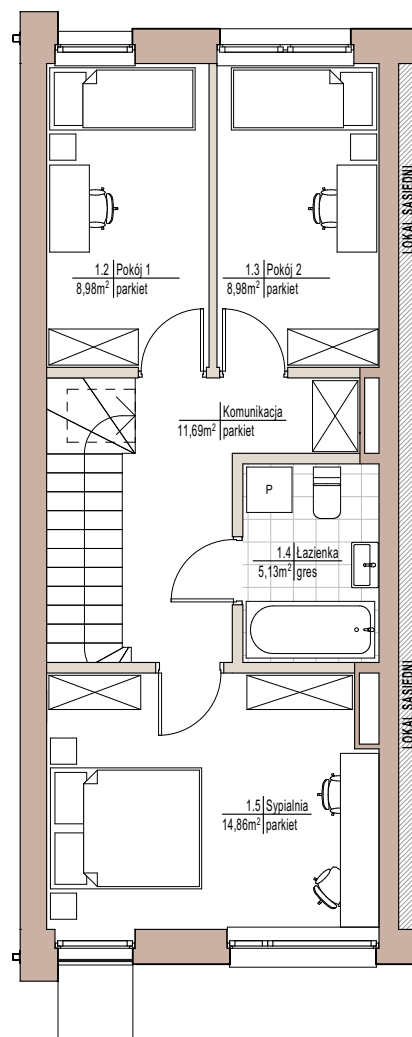 1.2 Pokój 1
8,98m² parkiet
1.3 Pokój 2
8,98m² parkiet
LOKAL SĄSIEDNI
Komunikacja
11,69m² parkiet
P
1.4 Łazienka
5,13m² gres
LOKAL SĄSIEDNI
1.5 Sypialnia
14,86m² parkiet